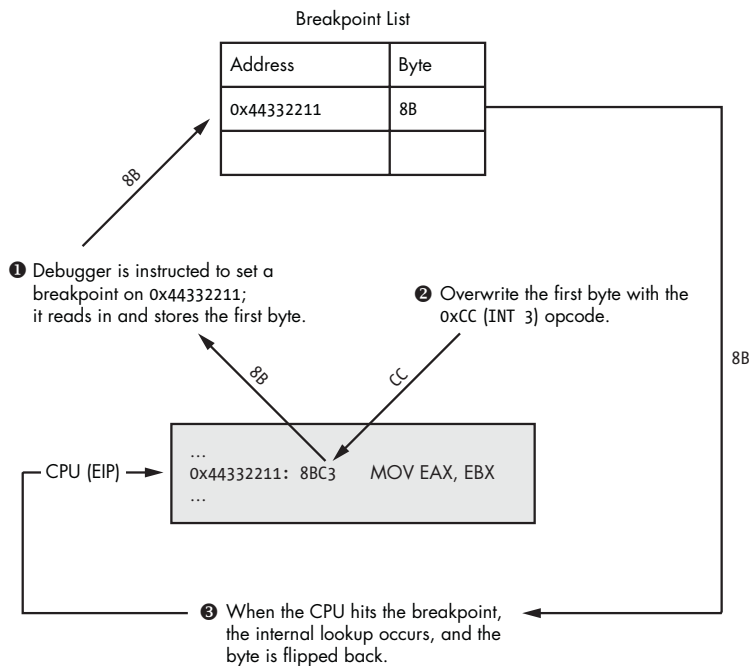 Breakpoint List
Address Byte
0x44332211 8B
8B
❶ Debugger is instructed to set a
breakpoint on 0x44332211;
it reads in and stores the first byte.
❷ Overwrite the first byte with the
0xCC (INT 3) opcode.
8B
8B
CC
...
CPU (EIP)
0x44332211: 8BC3 MOV EAX, EBX
...
❸ When the CPU hits the breakpoint,
the internal lookup occurs, and the
byte is flipped back.